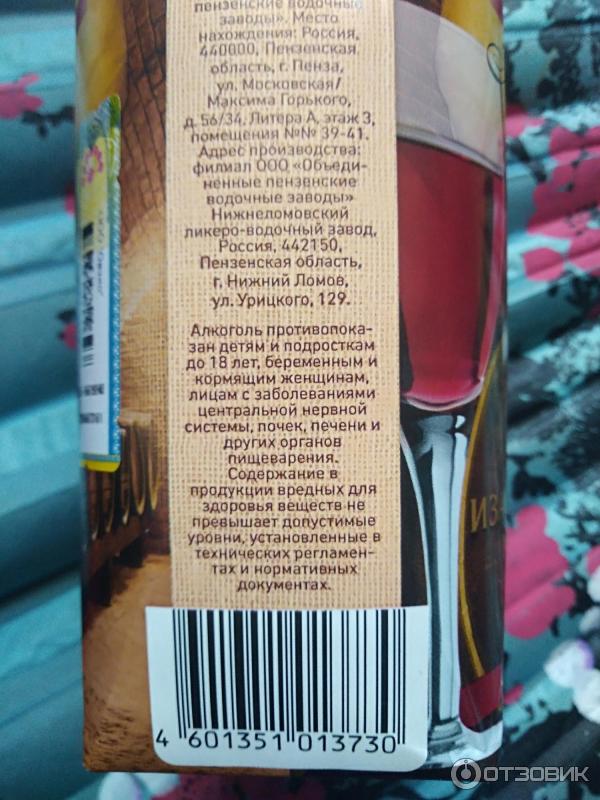 пензенские водочные
заводы». Место
нахождения: Россия,
440000, Пензенская
область, г. Пенза,
ул. Московская/
Максима Горького,
д. 56/34, Литера А, этаж 3,
помещения №№ 39-41.
Адрес производства:
филиал ООО «Объеди-
ненные пензенские
водочные заводы»
Нижнеломовский
ликеро-водочный завод,
Россия, 442150,
Пензенская область,
г. Нижний Ломов,
ул. Урицкого, 129.
Алкоголь противопока-
зан детям и подросткам
до 18 лет, беременным и
кормящим женщинам,
лицам с заболеваниями
центральной нервной
системы, почек, печени и
других органов
пищеварения.
Содержание в
продукции вредных для
здоровья веществ не
превышает допустимые
уровни, установленные в
технических регламен-
тах и нормативных
документах.
ИЗ
4 601351 013730
ОТЗОВИК